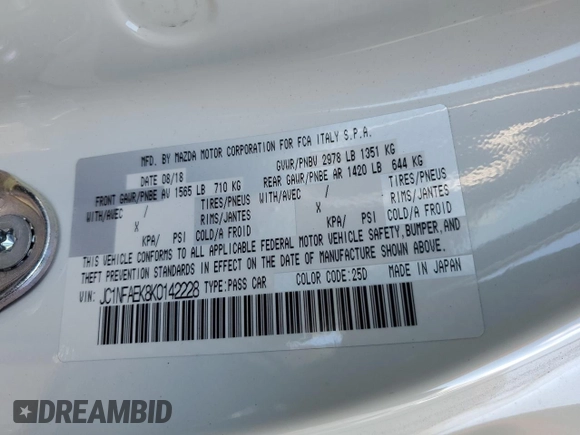 MFD. BY MAZDA MOTOR CORPORATION FOR FCA ITALY S.P.A.
DATE 08/18 GVWR/PNBV 2978 LB 1351 KG
FRONT GAWR/PNBE AV 1565 LB 710 KG REAR GAWR/PNBE AR 1420 LB 644 KG
WITH/AVEC / TIRES/PNEUS WITH/AVEC / TIRES/PNEUS
X RIMS/JANTES X RIMS/JANTES
KPA/ PSI COLD/A FROID KPA/ PSI COLD/A FROID
THIS VEHICLE CONFORMS TO ALL APPLICABLE FEDERAL MOTOR VEHICLE SAFETY, BUMPER, AND
THEFT PREVENTION STANDARDS IN EFFECT ON THE DATE OF MANUFACTURE SHOWN ABOVE.
VIN: JC1NFAEK8K0142228 TYPE:PASS CAR COLOR CODE:25D MADE IN JAPAN
DREAMBID